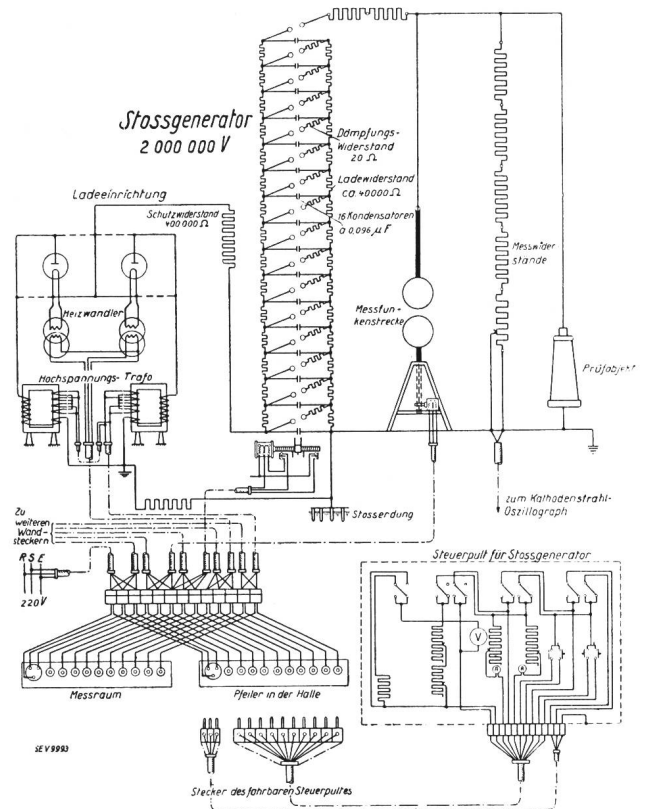 Stossgenerator
2 000 000 V
Dämpfungs-
Widerstand
20 Ω
Ladewiderstand
ca. 40000 Ω
16 Kondensatoren
à 0,096 µF
Ladeeinrichtung
Schutzwiderstand
400 000 Ω
Heizwandler
Hochspannungs-Trafo
Messfun-
kenstrecke
Messwider
stände
Prüfobjekt
Stosserdung
zum Kathodenstrahl-
Oszillograph
Zu
weiteren
Wand-
steckern
R S E
220 V
Steuerpult für Stossgenerator
V
A
A
Messraum
Pfeiler in der Halle
SEV 9993
Stecker des fahrbaren Steuerpultes